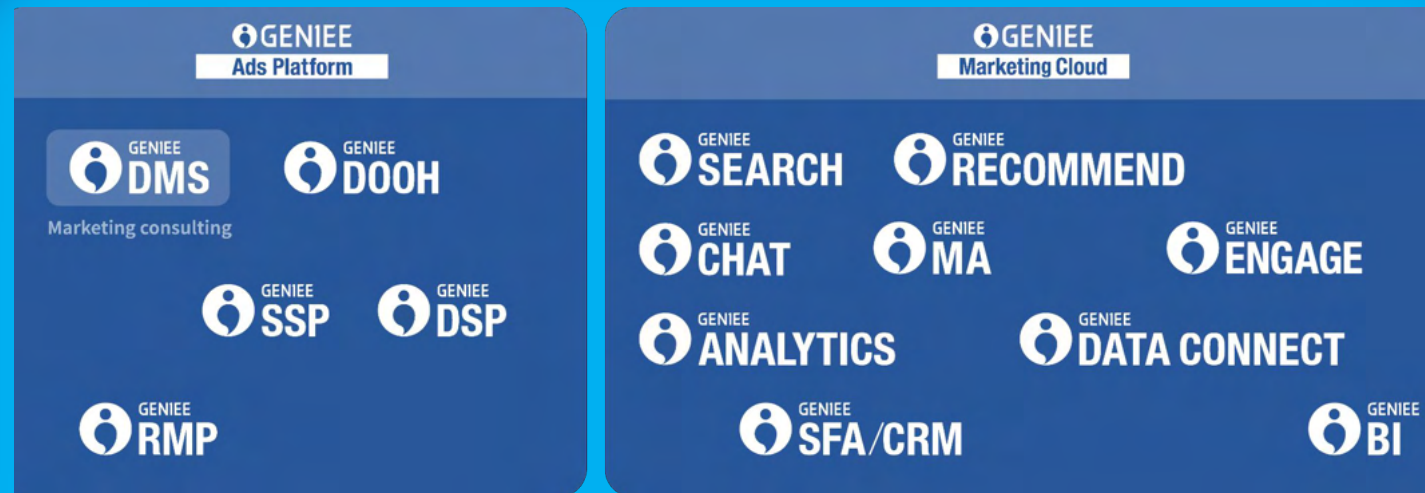 GENIEE
Ads Platform
GENIEE
DMS
GENIEE
DOOH
Marketing consulting
GENIEE
SSP
GENIEE
DSP
GENIEE
RMP
GENIEE
Marketing Cloud
GENIEE
SEARCH
GENIEE
RECOMMEND
GENIEE
CHAT
GENIEE
MA
GENIEE
ENGAGE
GENIEE
ANALYTICS
GENIEE
DATA CONNECT
GENIEE
SFA/CRM
GENIEE
BI